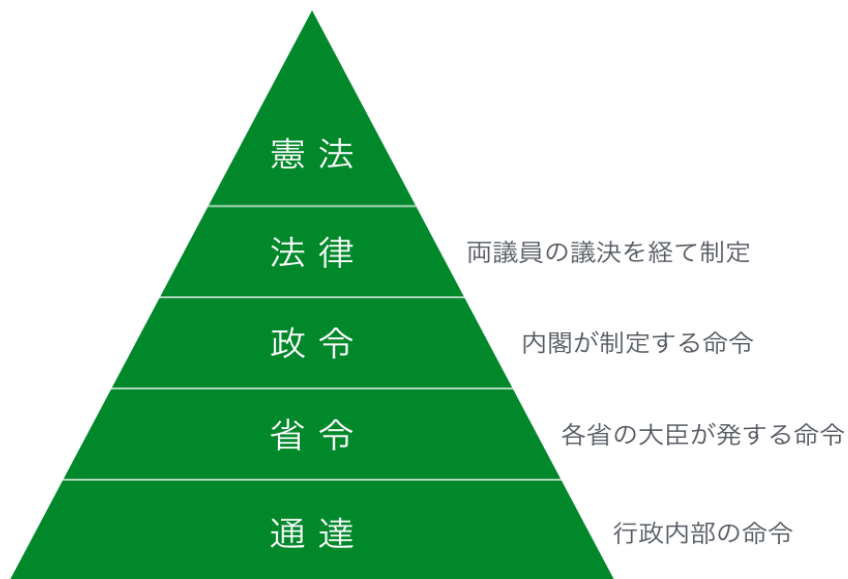 憲法
法律
両議員の議決を経て制定
政令
内閣が制定する命令
省令
各省の大臣が発する命令
通達
行政内部の命令